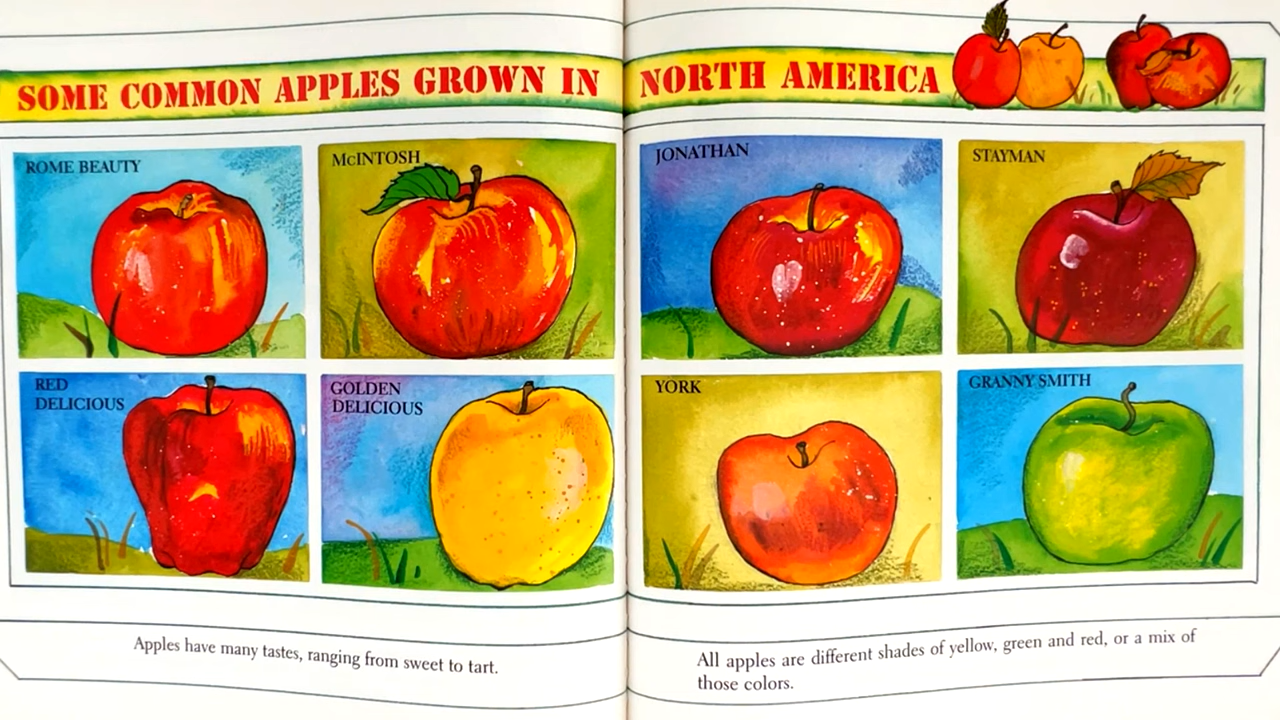 SOME COMMON APPLES GROWN IN NORTH AMERICA
ROME BEAUTY
McINTOSH
JONATHAN
STAYMAN
RED
DELICIOUS
GOLDEN
DELICIOUS
YORK
GRANNY SMITH
Apples have many tastes, ranging from sweet to tart.
All apples are different shades of yellow, green and red, or a mix of
those colors.